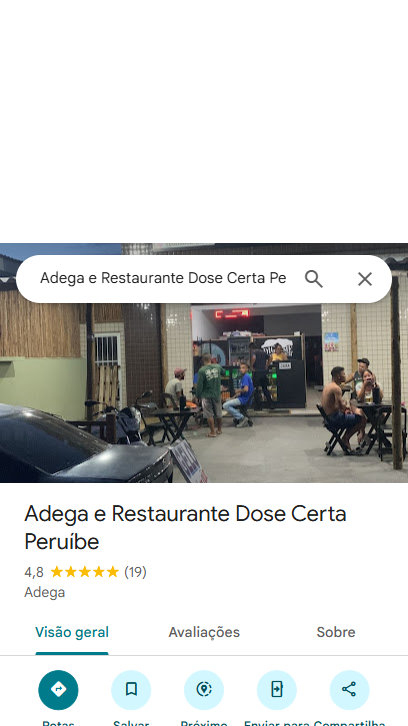 Adega e Restaurante Dose Certa Pe
Adega e Restaurante Dose Certa
Peruíbe
4,8 ★★★★★ (19)
Adega
Visão geral Avaliações Sobre
Rotas Salvar Próximo Enviar para Compartilha